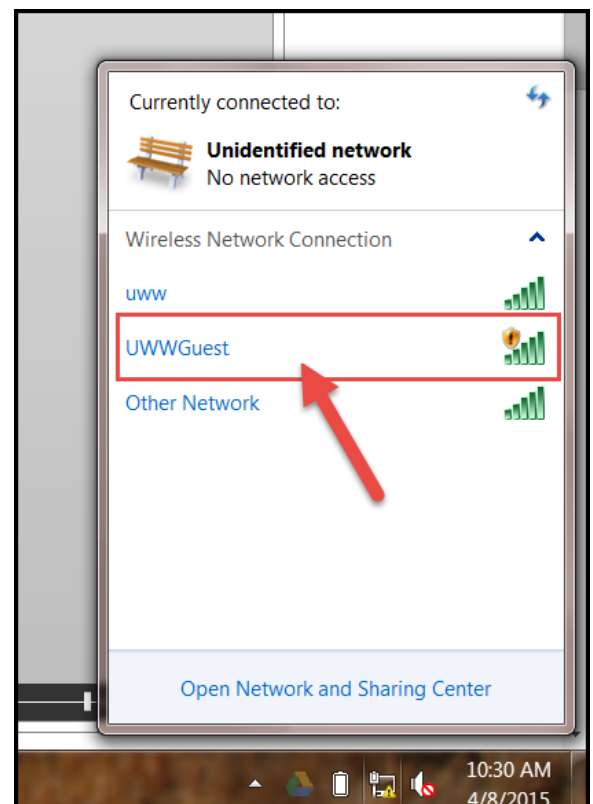 Currently connected to:
Unidentified network
No network access
Wireless Network Connection
uww
UWWGuest
Other Network
Open Network and Sharing Center
10:30 AM
4/8/2015